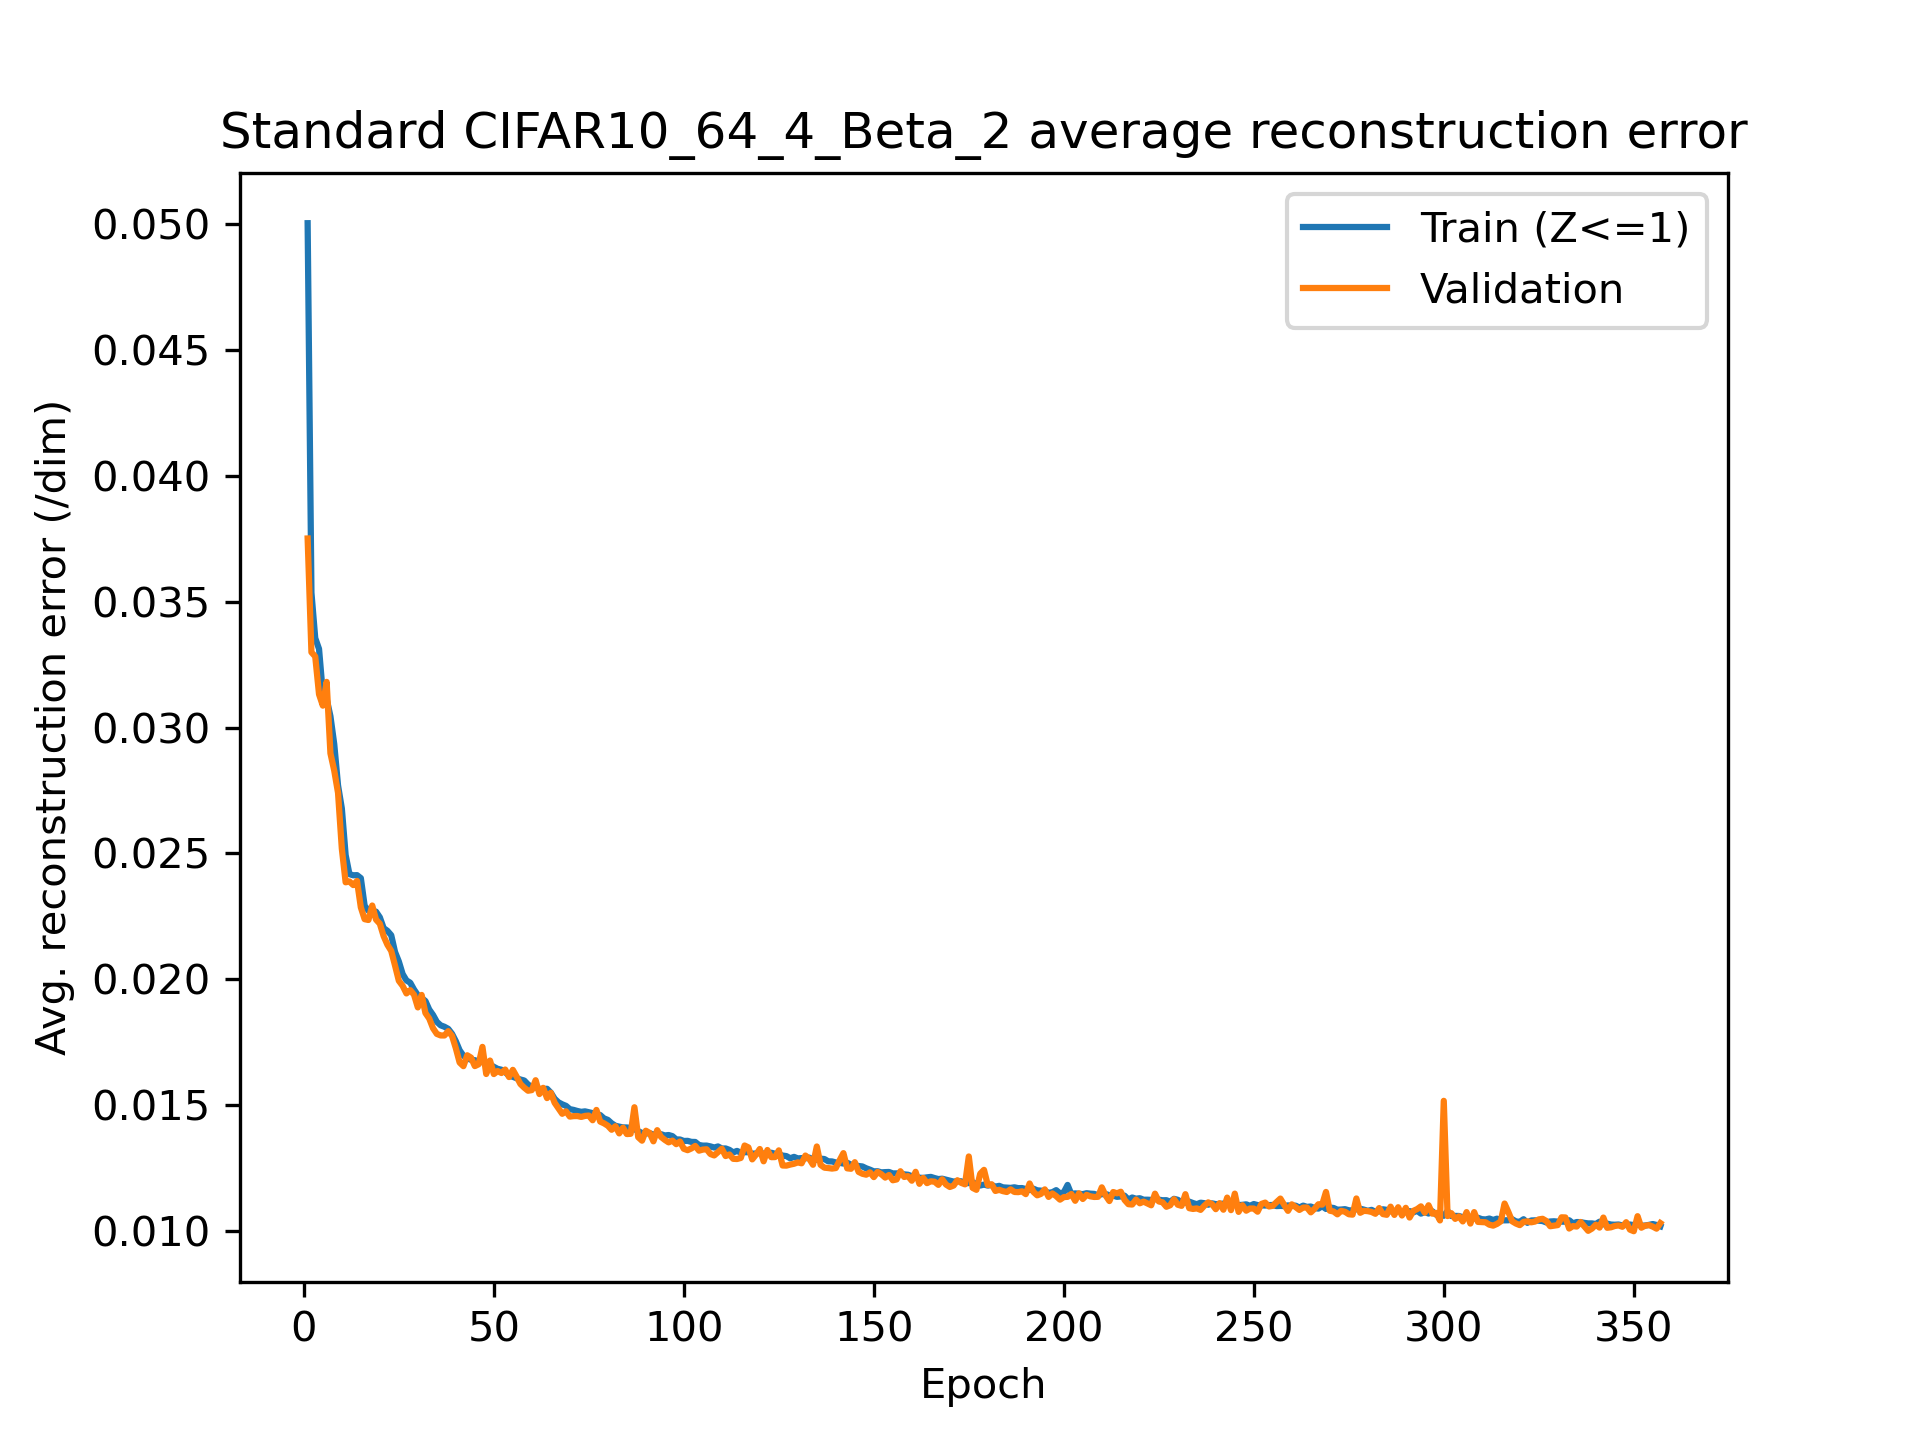 Standard CIFAR10_64_4_Beta_2 average reconstruction error
Train (Z<=1)
Validation
Avg. reconstruction error (/dim)
0.050
0.045
0.040
0.035
0.030
0.025
0.020
0.015
0.010
0 50 100 150 200 250 300 350
Epoch